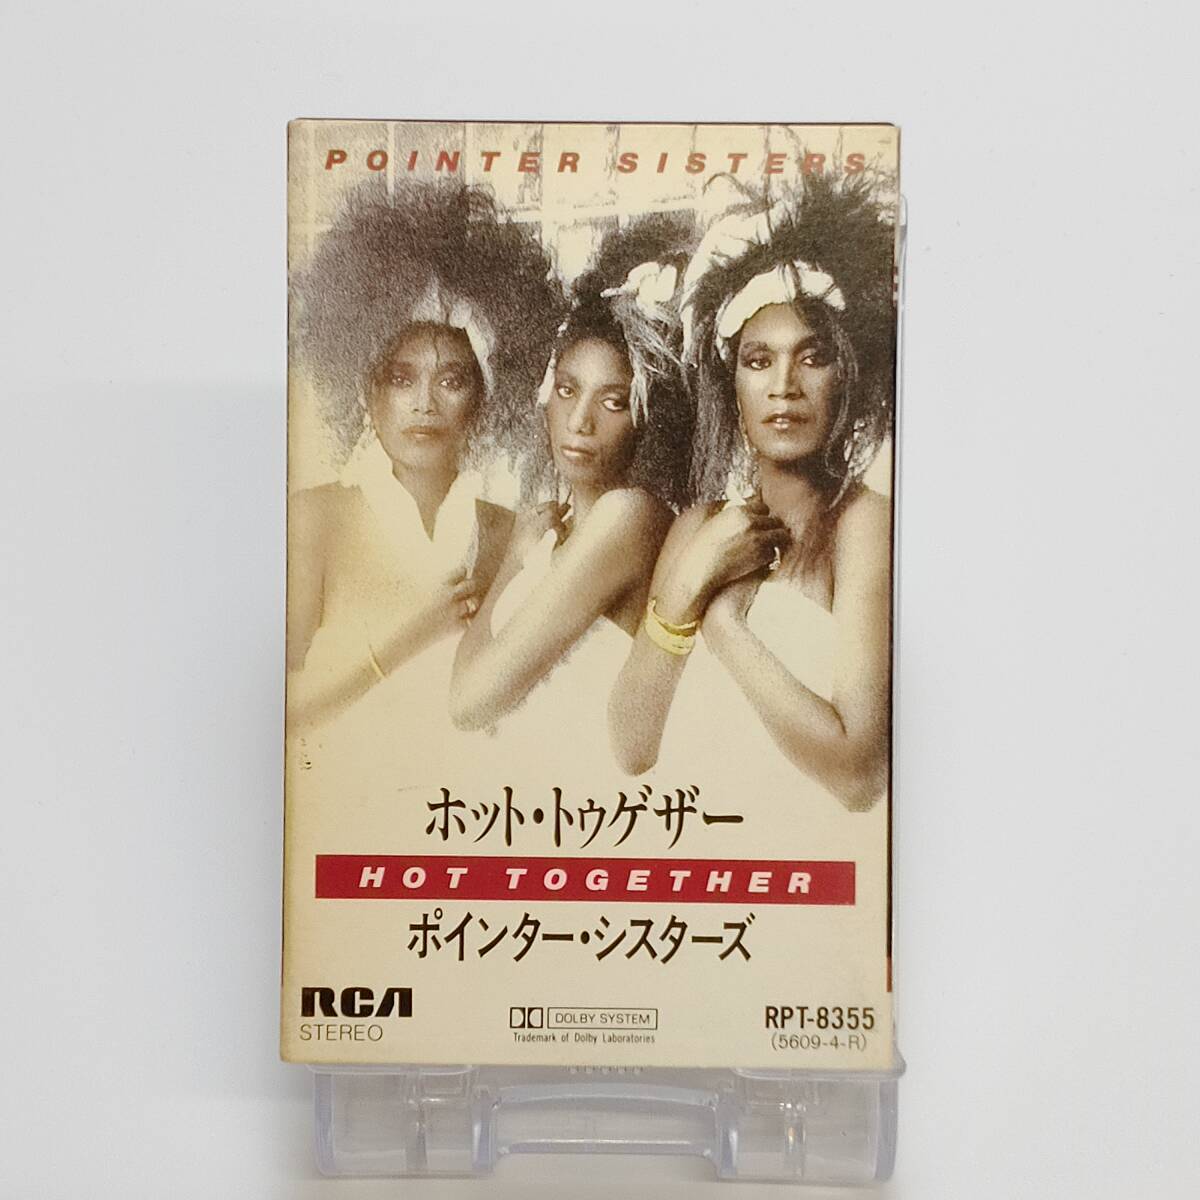 POINTER SISTERS
ホット・トゥゲザー
HOT TOGETHER
ポインター・シスターズ
RCA
STEREO
DOLBY SYSTEM
Trademark of Dolby Laboratories
RPT-8355
(5609-4-R)